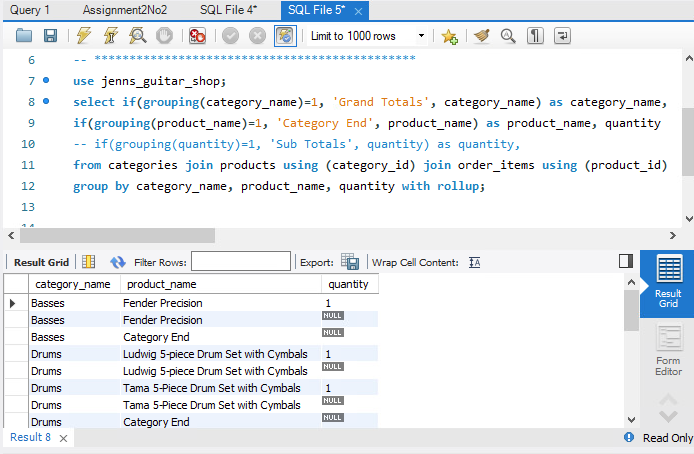 Query 1 Assignment2No2 SQL File 4* SQL File 5*
Limit to 1000 rows
6 -- ********************************************
7 use jenns_guitar_shop;
8 select if(grouping(category_name)=1, 'Grand Totals', category_name) as category_name,
9 if(grouping(product_name)=1, 'Category End', product_name) as product_name, quantity
10 -- if(grouping(quantity)=1, 'Sub Totals', quantity) as quantity,
11 from categories join products using (category_id) join order_items using (product_id)
12 group by category_name, product_name, quantity with rollup;
13
Result Grid Filter Rows: Export: Wrap Cell Content:
category_name product_name quantity
Basses Fender Precision 1
Basses Fender Precision NULL
Basses Category End NULL
Drums Ludwig 5-piece Drum Set with Cymbals 1
Drums Ludwig 5-piece Drum Set with Cymbals NULL
Drums Tama 5-Piece Drum Set with Cymbals 1
Drums Tama 5-Piece Drum Set with Cymbals NULL
Drums Category End NULL
Result
Grid
Form
Editor
Result 8 Read Only